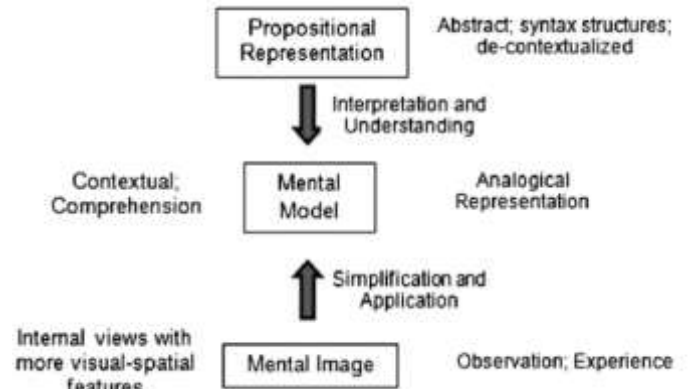 Propositional
Representation
Abstract; syntax structures;
de-contextualized
Interpretation and
Understanding
Contextual;
Comprehension
Mental
Model
Analogical
Representation
Simplification and
Application
Internal views with
more visual-spatial
features
Mental Image
Observation; Experience